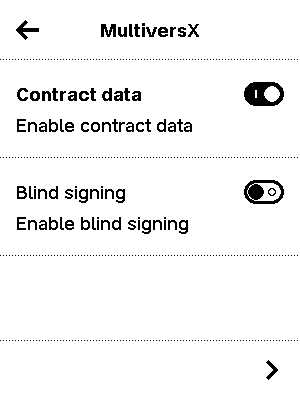 MultiversX
Contract data
Enable contract data
Blind signing
Enable blind signing